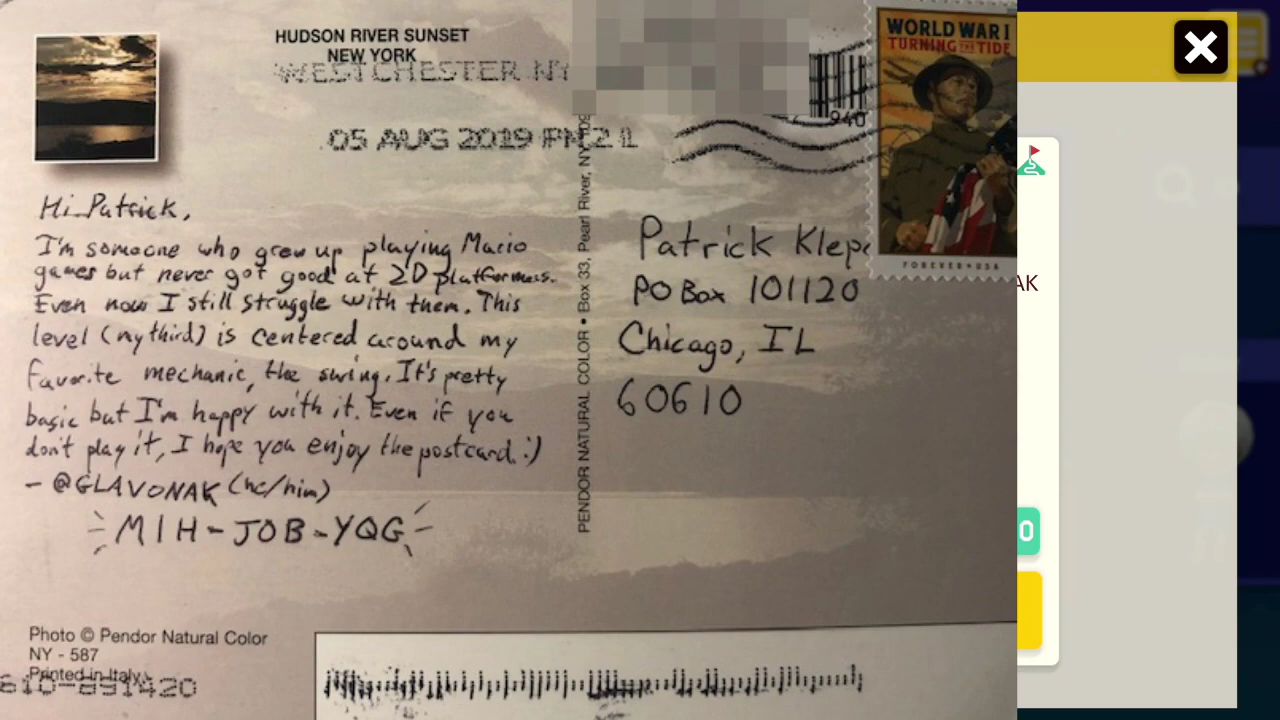 HUDSON RIVER SUNSET
NEW YORK
WESTCHESTER NY
05 AUG 2019 PM 2 L
940
WORLD WAR I
TURNING THE TIDE
FOREVER • USA
Hi Patrick,
I'm someone who grew up playing Mario
games but never got good at 2D platformers.
Even now I still struggle with them. This
level (my third) is centered around my
favorite mechanic, the swing. It's pretty
basic but I'm happy with it. Even if you
don't play it, I hope you enjoy the postcard. :)
- @GLAVONAK (he/him)
MIH-JOB-YQG
PENDOR NATURAL COLOR • Box 33, Pearl River, NY
Patrick Klep
PO Box 101120
Chicago, IL
60610
Photo © Pendor Natural Color
NY - 587
Printed in Italy
610-891420
AK
0